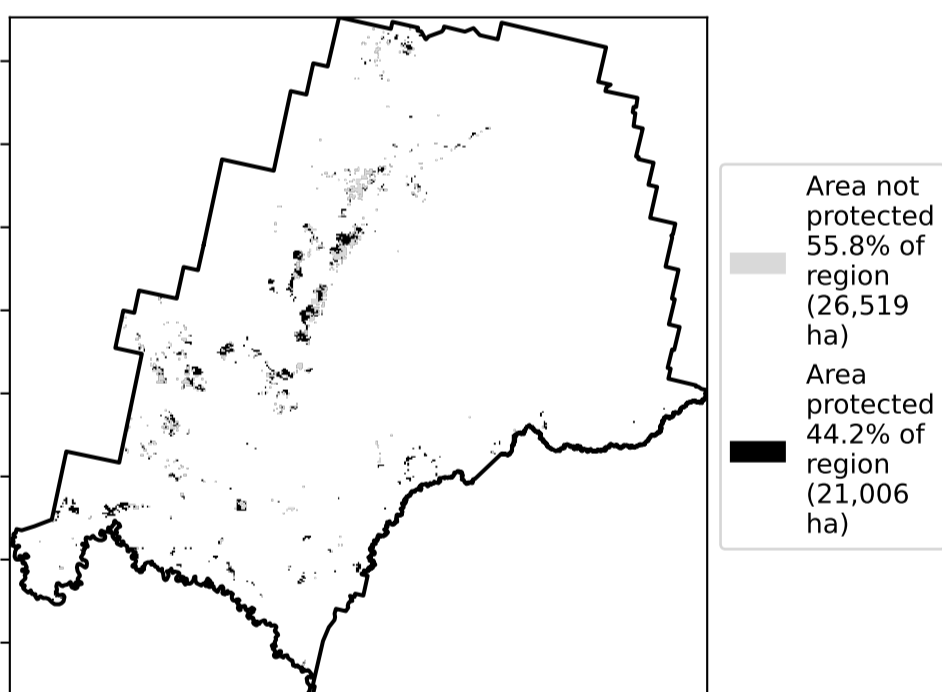 Area not
protected
55.8% of
region
(26,519
ha)
Area
protected
44.2% of
region
(21,006
ha)